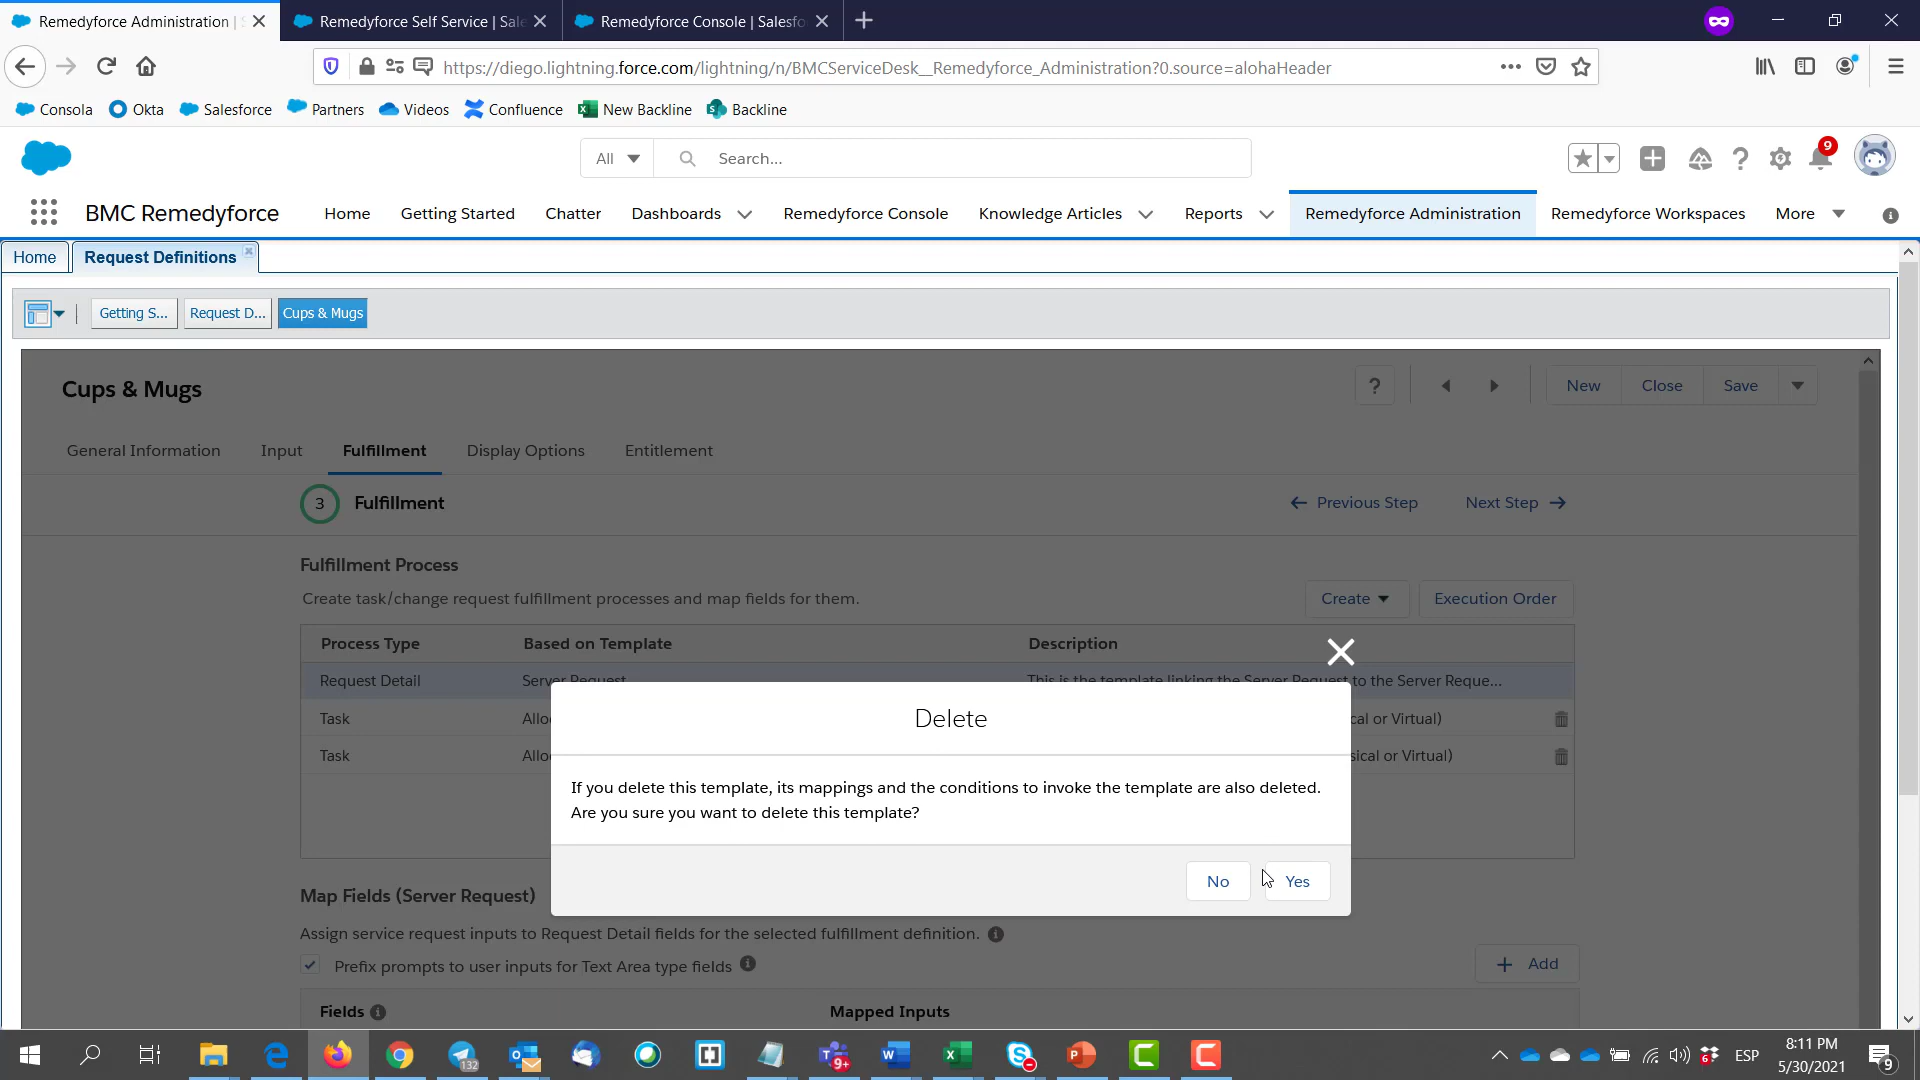 Remedyforce Administration |
Remedyforce Self Service | Sale
Remedyforce Console | Salesfo
https://diego.lightning.force.com/lightning/n/BMCServiceDesk__Remedyforce_Administration?0.source=alohaHeader
Consola
Okta
Salesforce
Partners
Videos
Confluence
New Backline
Backline
All
Search...
9
BMC Remedyforce
Home
Getting Started
Chatter
Dashboards
Remedyforce Console
Knowledge Articles
Reports
Remedyforce Administration
Remedyforce Workspaces
More
Home
Request Definitions
Getting S...
Request D...
Cups & Mugs
Cups & Mugs
?
New
Close
Save
General Information
Input
Fulfillment
Display Options
Entitlement
3
Fulfillment
Previous Step
Next Step
Fulfillment Process
Create task/change request fulfillment processes and map fields for them.
Create
Execution Order
Process Type
Based on Template
Description
Request Detail
Server Request
This is the template linking the Server Request to the Server Reque...
Task
Alloc
cal or Virtual)
Task
Alloc
sical or Virtual)
Delete
If you delete this template, its mappings and the conditions to invoke the template are also deleted.
Are you sure you want to delete this template?
No
Yes
Map Fields (Server Request)
Assign service request inputs to Request Detail fields for the selected fulfillment definition.
Prefix prompts to user inputs for Text Area type fields
+ Add
Fields
Mapped Inputs
132
9+
6
ESP
8:11 PM
5/30/2021
9